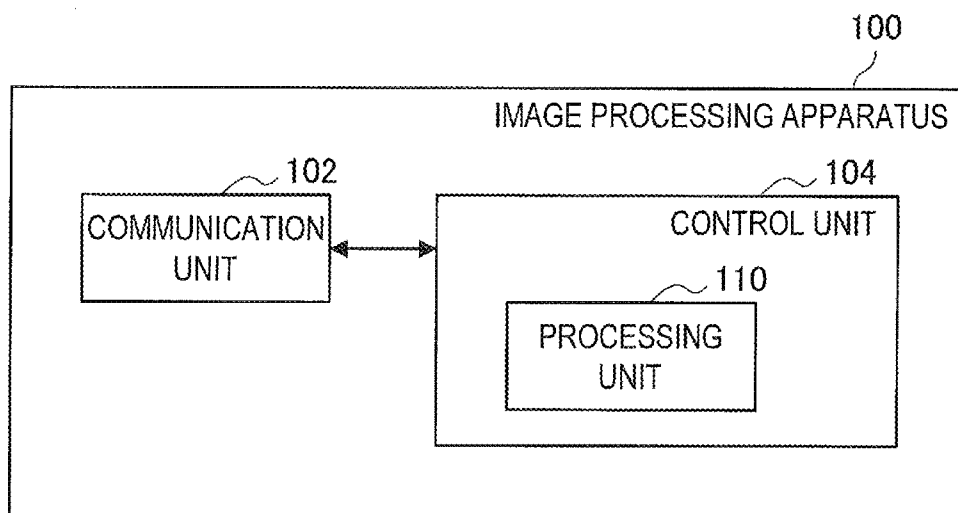 100
IMAGE PROCESSING APPARATUS
102
COMMUNICATION
UNIT
104
CONTROL UNIT
110
PROCESSING
UNIT